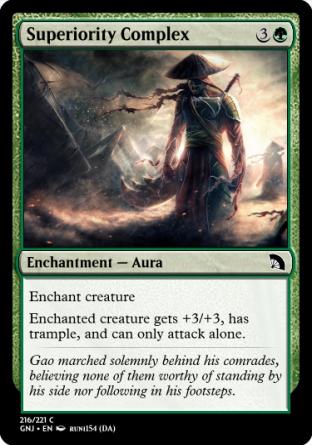 Superiority Complex 3
Enchantment — Aura
Enchant creature
Enchanted creature gets +3/+3, has
trample, and can only attack alone.
Gao marched solemnly behind his comrades,
believing none of them worthy of standing by
his side nor following in his footsteps.
216/221 C
GNJ • EN RUNI54 (DA)